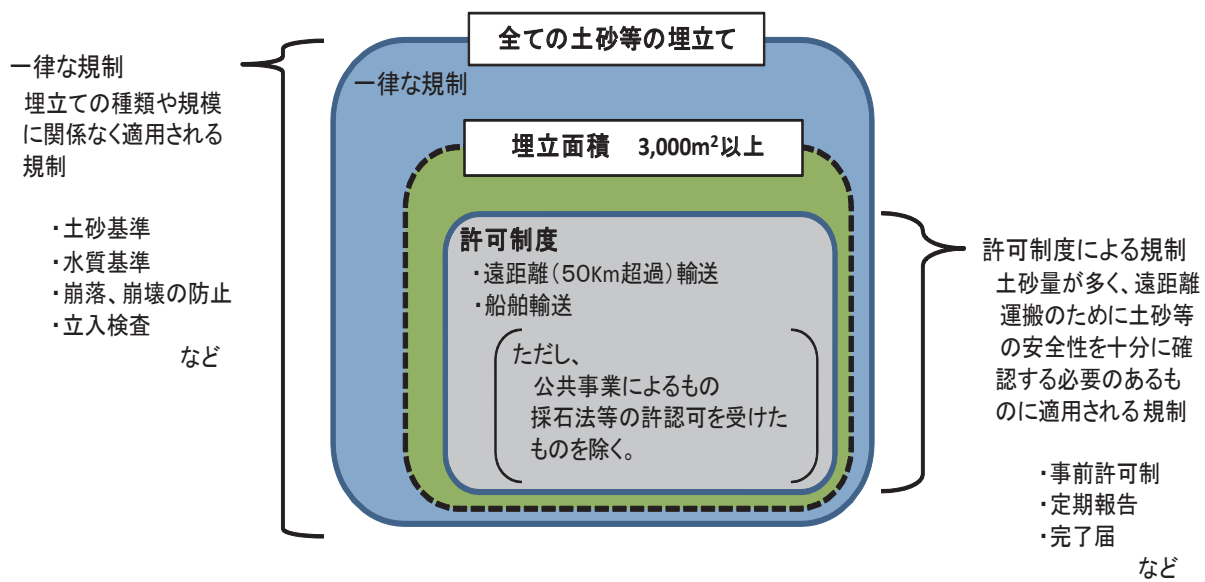 一律な規制
埋立ての種類や規模
に関係なく適用される
規制
・土砂基準
・水質基準
・崩落、崩壊の防止
・立入検査
など
全ての土砂等の埋立て
一律な規制
埋立面積 3,000m²以上
許可制度
・遠距離(50Km超過)輸送
・船舶輸送
ただし、
公共事業によるもの
採石法等の許認可を受けた
ものを除く。
許可制度による規制
土砂量が多く、遠距離
運搬のために土砂等
の安全性を十分に確
認する必要のあるも
のに適用される規制
・事前許可制
・定期報告
・完了届
など